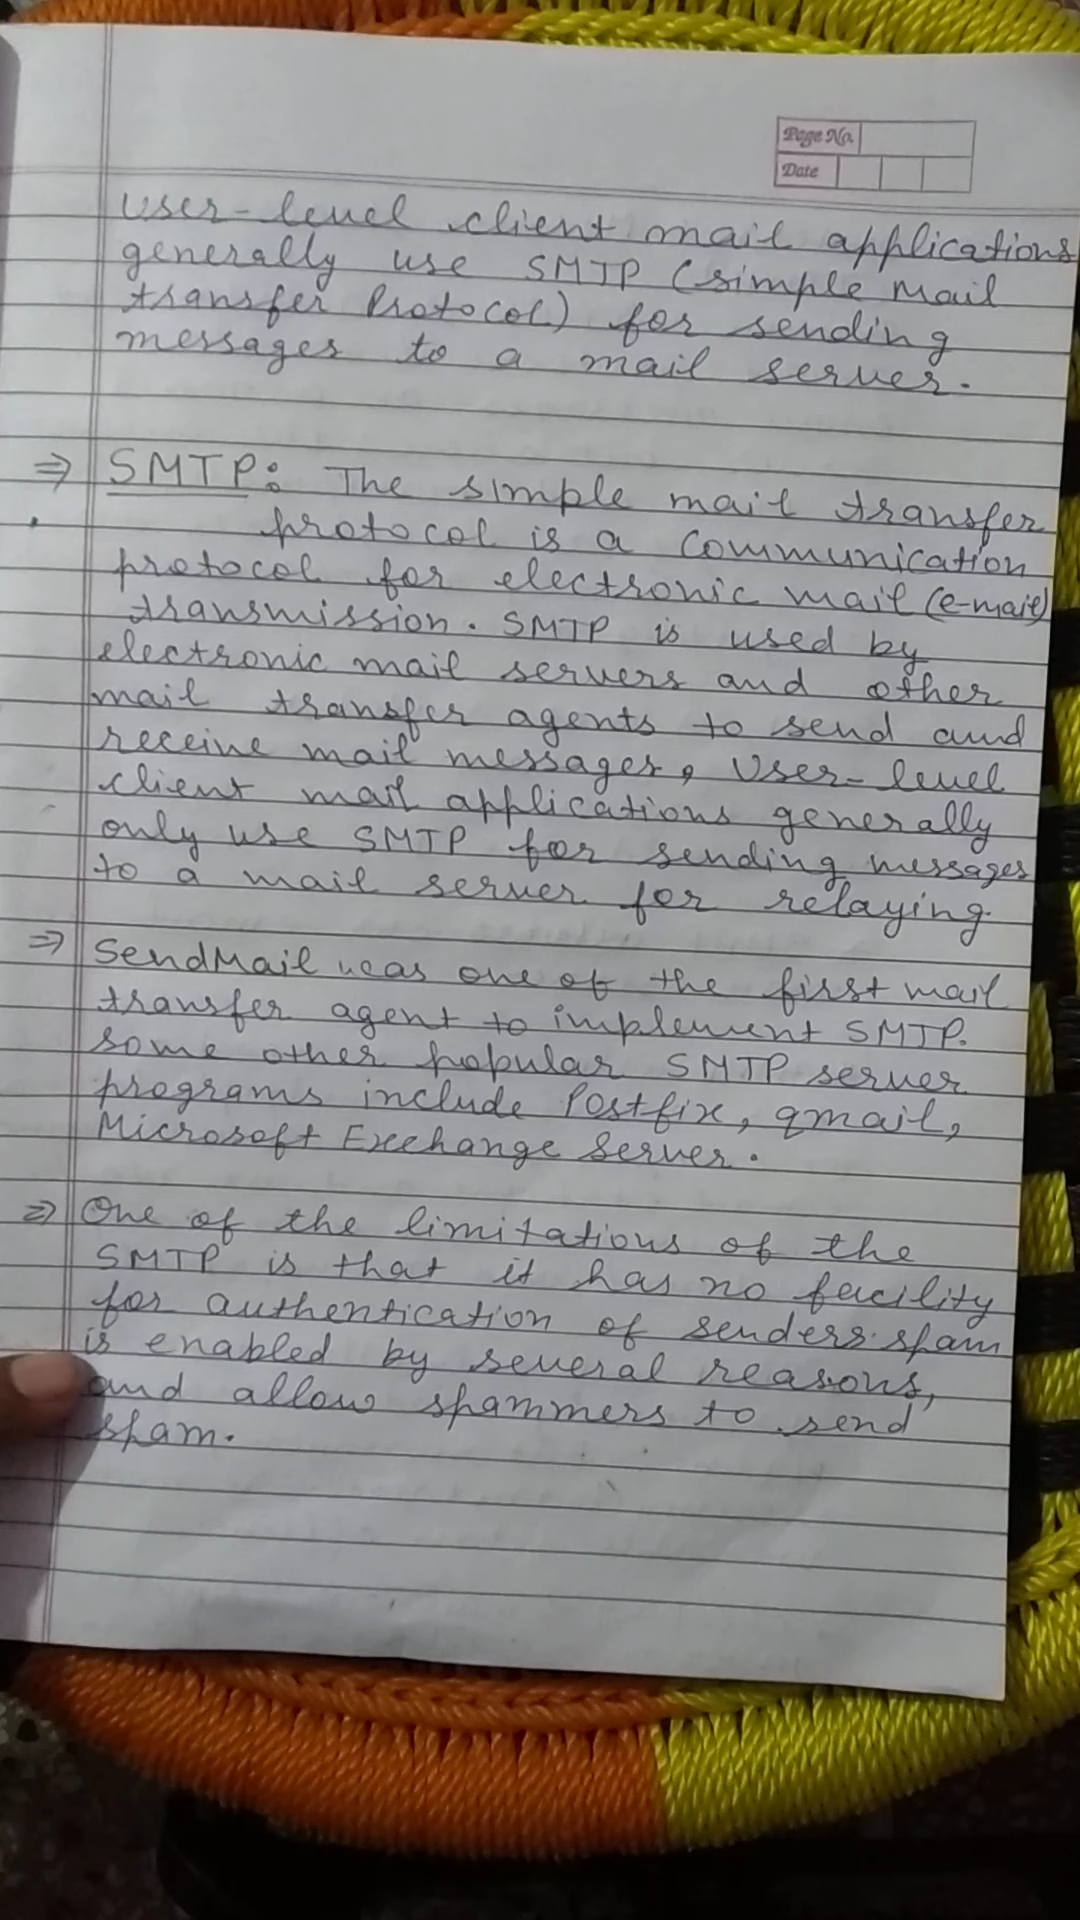 Page No.
Date
User-level client mail applications
generally use SMTP (simple Mail
transfer Protocol) for sending
messages to a mail server.
⇒ SMTP: The simple mail transfer
protocol is a communication
protocol for electronic mail (e-mail)
transmission. SMTP is used by
electronic mail servers and other
mail transfer agents to send and
receive mail messages, User-level
client mail applications generally
only use SMTP for sending messages
to a mail server for relaying.
⇒ SendMail was one of the first mail
transfer agent to implement SMTP.
Some other popular SMTP server
programs include Postfix, qmail,
Microsoft Exchange Server.
⇒ One of the limitations of the
SMTP is that it has no facility
for authentication of senders. spam
is enabled by several reasons,
and allow spammers to send
spam.